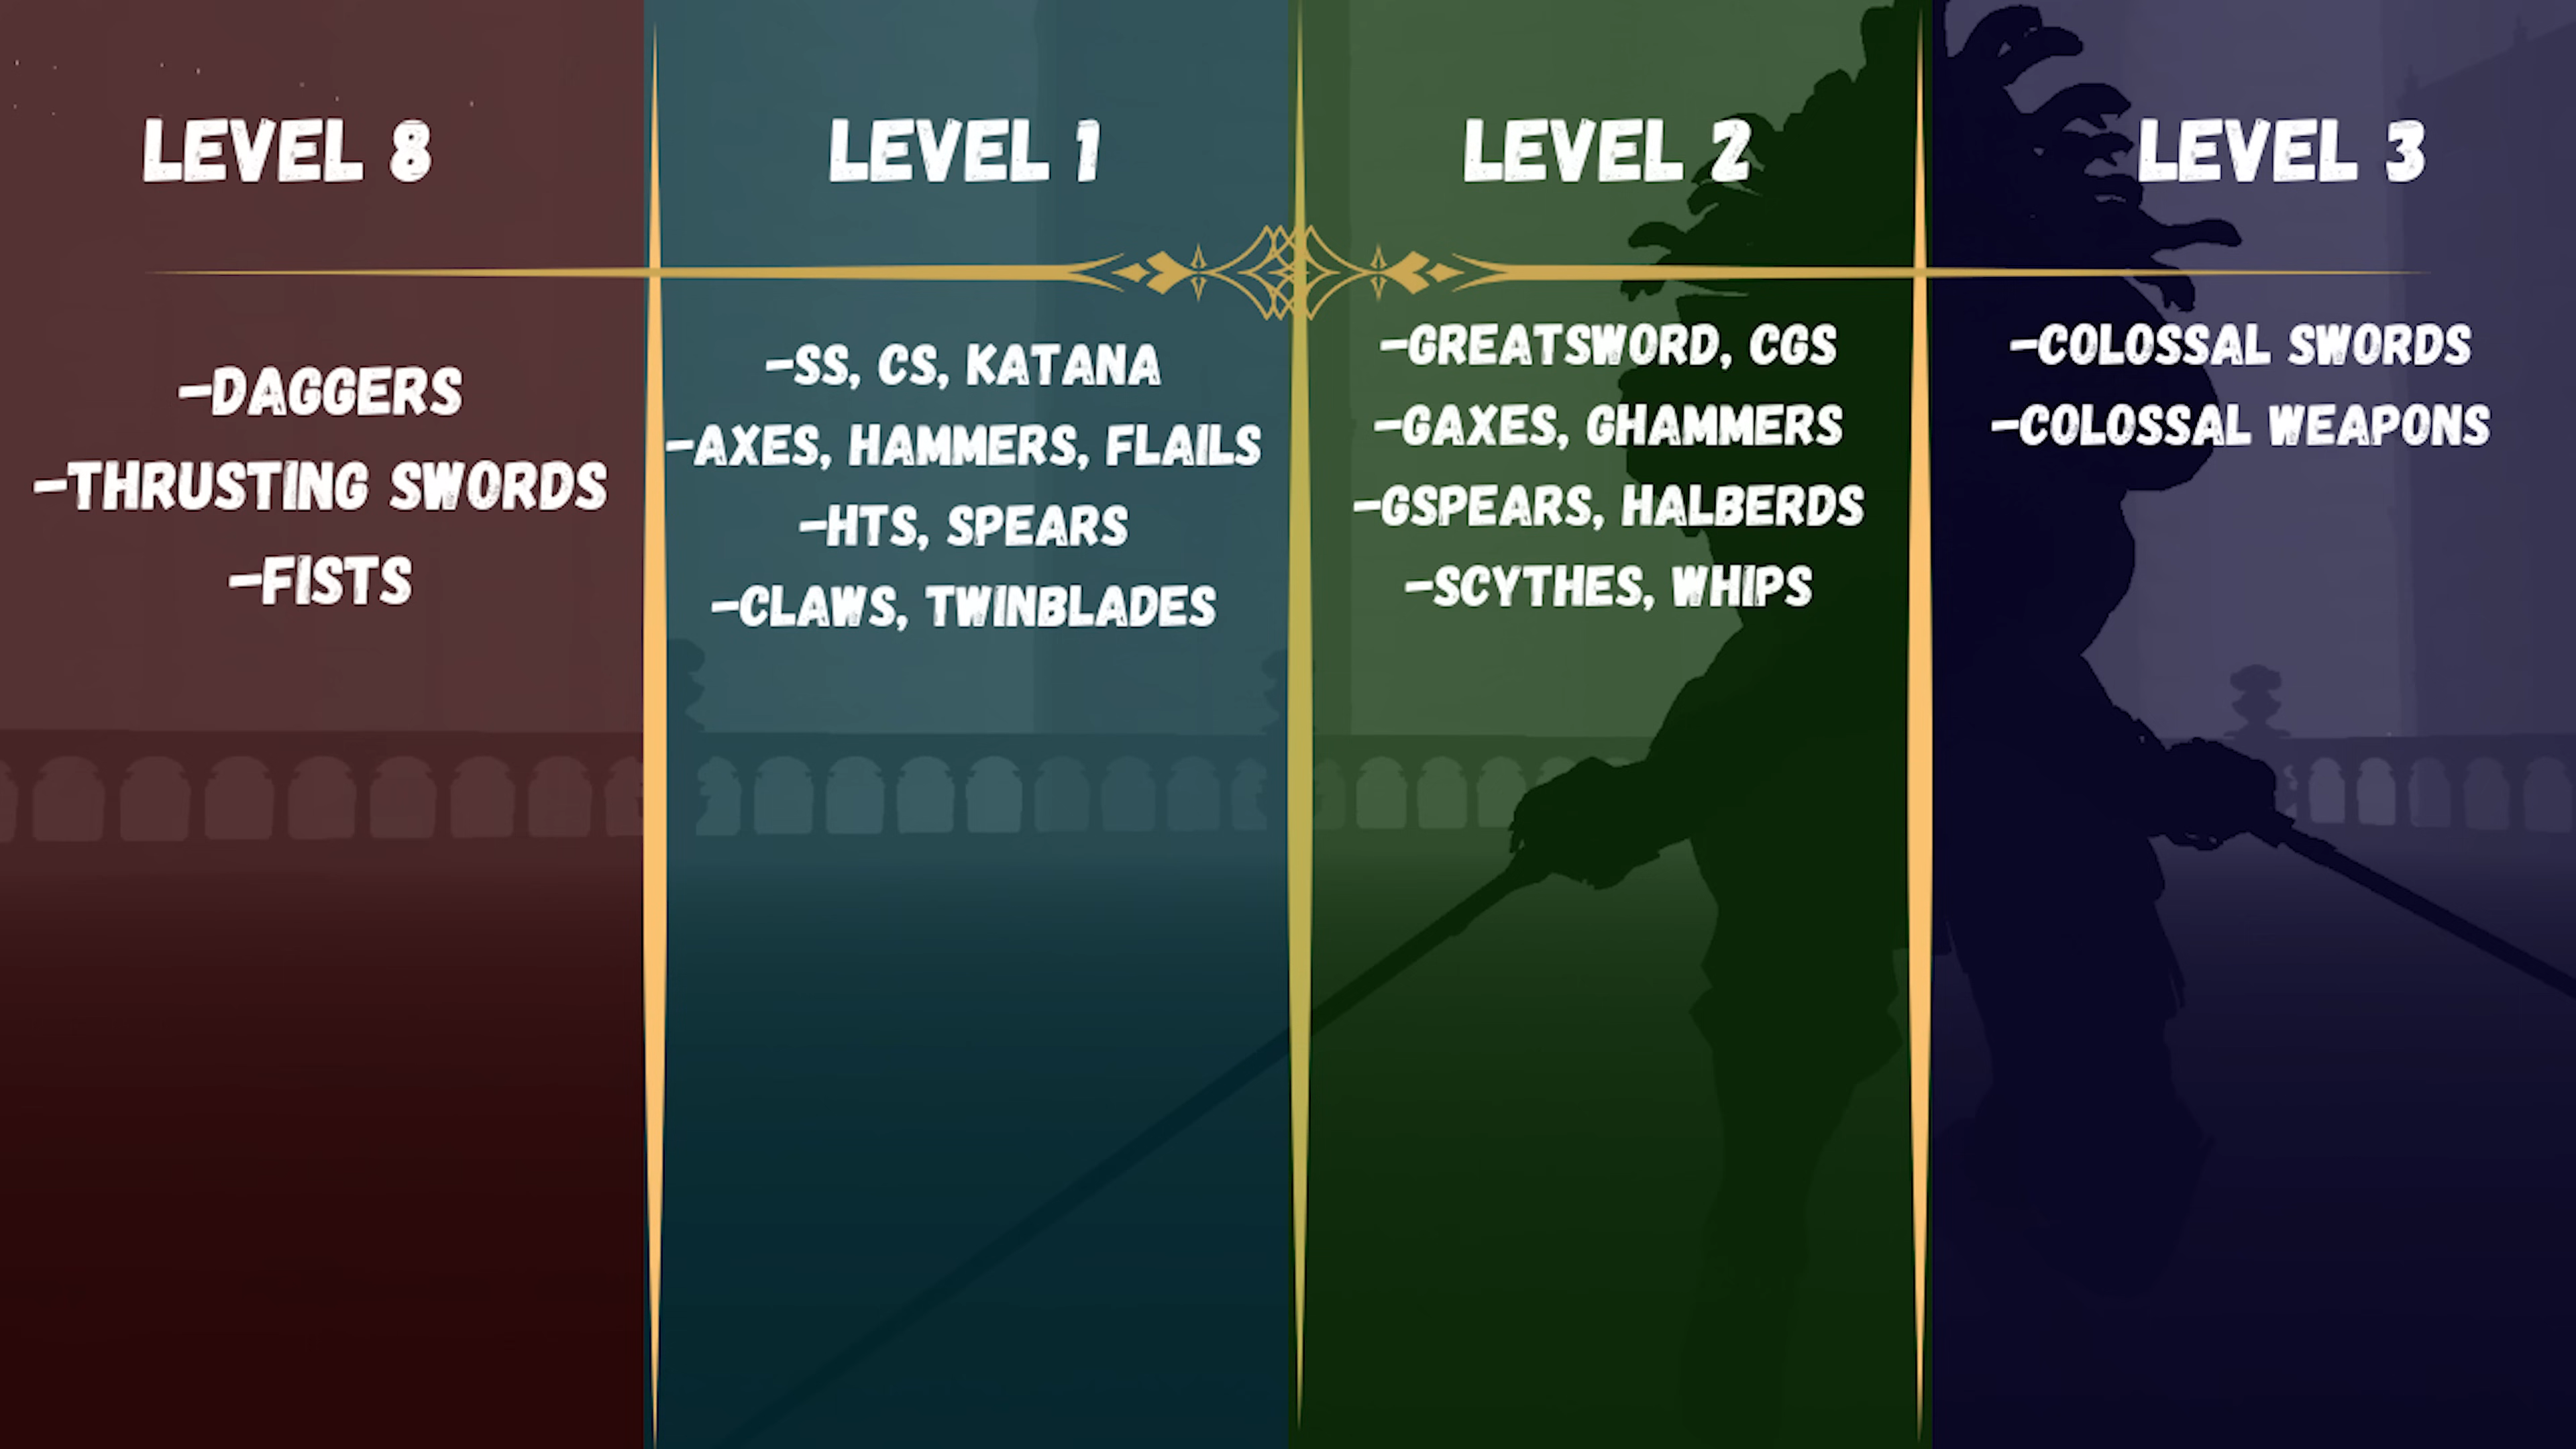 LEVEL 8
-DAGGERS
-THRUSTING SWORDS
-FISTS
LEVEL 1
-SS, CS, KATANA
-AXES, HAMMERS, FLAILS
-HTS, SPEARS
-CLAWS, TWINBLADES
LEVEL 2
-GREATSWORD, CGS
-GAXES, GHAMMERS
-GSPEARS, HALBERDS
-SCYTHES, WHIPS
LEVEL 3
-COLOSSAL SWORDS
-COLOSSAL WEAPONS